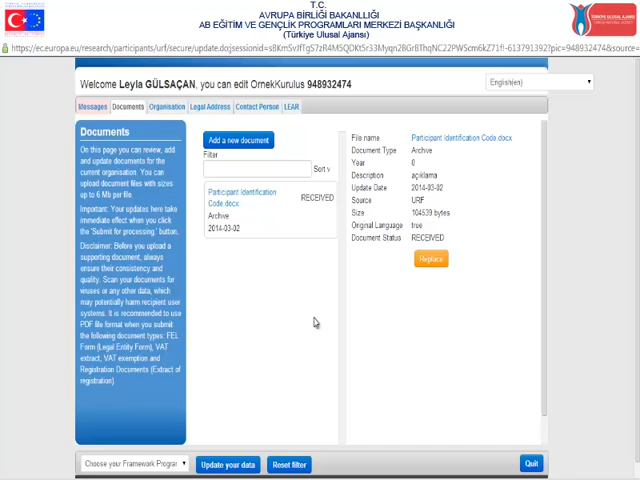 T.C.
AVRUPA BİRLİĞİ BAKANLIĞI
AB EĞİTİM VE GENÇLİK PROGRAMLARI MERKEZİ BAŞKANLIĞI
(Türkiye Ulusal Ajansı)
TÜRKİYE ULUSAL AJANSI
Welcome Leyla GÜLSAÇAN, you can edit OrnekKurulus 948932474
English(en)
Messages Documents Organisation Legal Address Contact Person LEAR
Documents
On this page you can review, add and update documents for the current organisation. You can upload document files with sizes up to 6 Mb per file.
Important: Your updates here take immediate effect when you click the 'Submit for processing,' button.
Disclaimer: Before you upload a supporting document, always ensure their consistency and quality. Scan your documents for viruses or any other data, which may potentially harm recipient user systems. It is recommended to use PDF file format when you submit the following document types: FEL Form (Legal Entity Form), VAT extract, VAT exemption and Registration Documents (Extract of registration)
Add a new document
Filter
Sort v
Participant Identification Code.docx
RECEIVED
Archive
2014-03-02
File name Participant Identification Code.docx
Document Type Archive
Year 0
Description açıklama
Update Date 2014-03-02
Source URF
Size 104539 bytes
Original Language true
Document Status RECEIVED
Replace
Choose your Framework Progran
Update your data
Reset filter
Quit